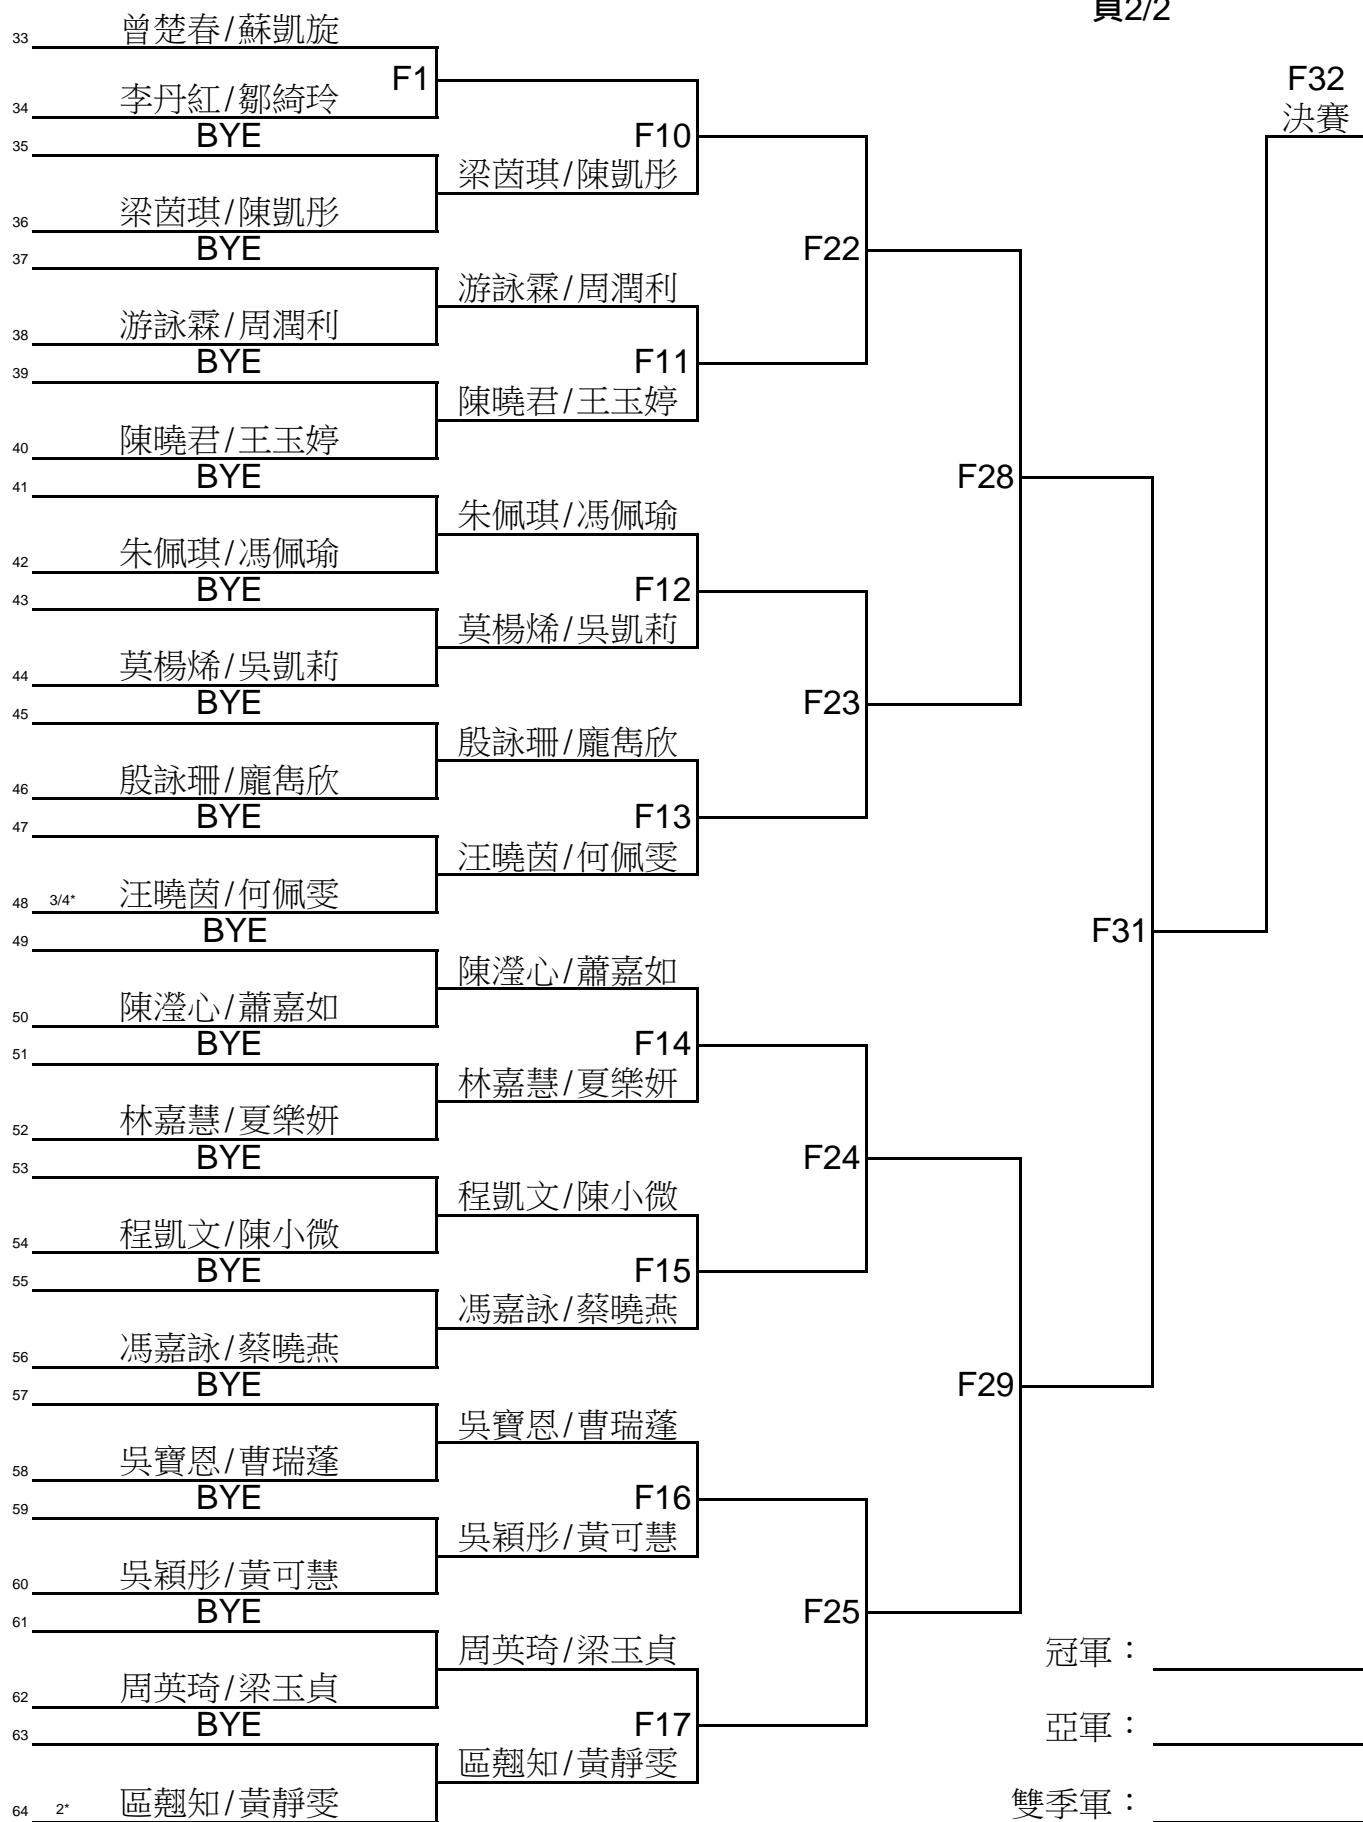 頁2/2
33 曾楚春/蘇凱旋
F1
F32
34 李丹紅/鄒綺玲
決賽
35 BYE
F10
梁茵琪/陳凱彤
36 梁茵琪/陳凱彤
37 BYE
F22
游詠霖/周潤利
38 游詠霖/周潤利
39 BYE
F11
陳曉君/王玉婷
40 陳曉君/王玉婷
41 BYE
F28
朱佩琪/馮佩瑜
42 朱佩琪/馮佩瑜
43 BYE
F12
莫楊烯/吳凱莉
44 莫楊烯/吳凱莉
45 BYE
F23
殷詠珊/龐雋欣
46 殷詠珊/龐雋欣
47 BYE
F13
汪曉茵/何佩雯
48 3/4* 汪曉茵/何佩雯
49 BYE
F31
陳瀅心/蕭嘉如
50 陳瀅心/蕭嘉如
51 BYE
F14
林嘉慧/夏樂妍
52 林嘉慧/夏樂妍
53 BYE
F24
程凱文/陳小微
54 程凱文/陳小微
55 BYE
F15
馮嘉詠/蔡曉燕
56 馮嘉詠/蔡曉燕
57 BYE
F29
吳寶恩/曹瑞蓬
58 吳寶恩/曹瑞蓬
59 BYE
F16
吳穎彤/黃可慧
60 吳穎彤/黃可慧
61 BYE
F25
周英琦/梁玉貞
冠軍：
62 周英琦/梁玉貞
63 BYE
F17
亞軍：
區翹知/黃靜雯
64 2* 區翹知/黃靜雯
雙季軍：